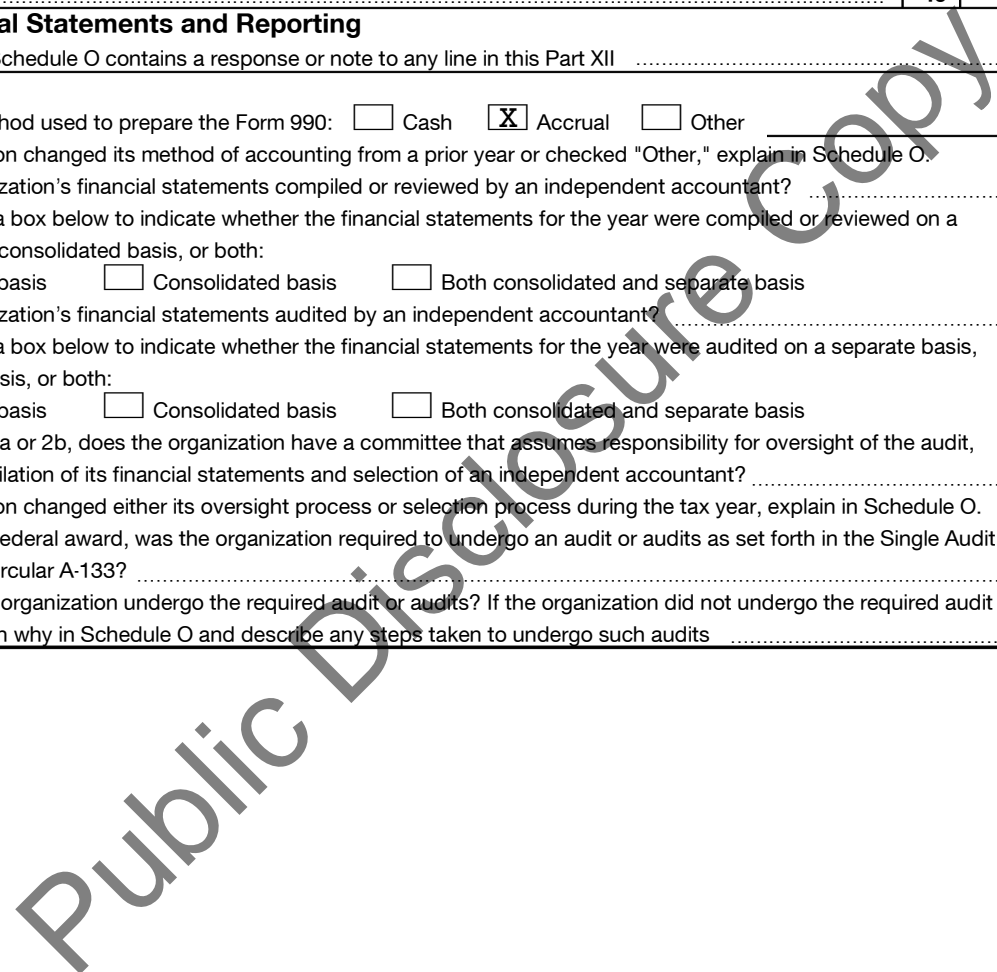 al Statements and Reporting
Schedule O contains a response or note to any line in this Part XII
hod used to prepare the Form 990: Cash X Accrual Other
on changed its method of accounting from a prior year or checked "Other," explain in Schedule O.
zation's financial statements compiled or reviewed by an independent accountant?
a box below to indicate whether the financial statements for the year were compiled or reviewed on a
consolidated basis, or both:
basis Consolidated basis Both consolidated and separate basis
zation's financial statements audited by an independent accountant?
a box below to indicate whether the financial statements for the year were audited on a separate basis,
sis, or both:
basis Consolidated basis Both consolidated and separate basis
a or 2b, does the organization have a committee that assumes responsibility for oversight of the audit,
ilation of its financial statements and selection of an independent accountant?
on changed either its oversight process or selection process during the tax year, explain in Schedule O.
ederal award, was the organization required to undergo an audit or audits as set forth in the Single Audit
rcular A-133?
organization undergo the required audit or audits? If the organization did not undergo the required audit
n why in Schedule O and describe any steps taken to undergo such audits
Public Disclosure Copy